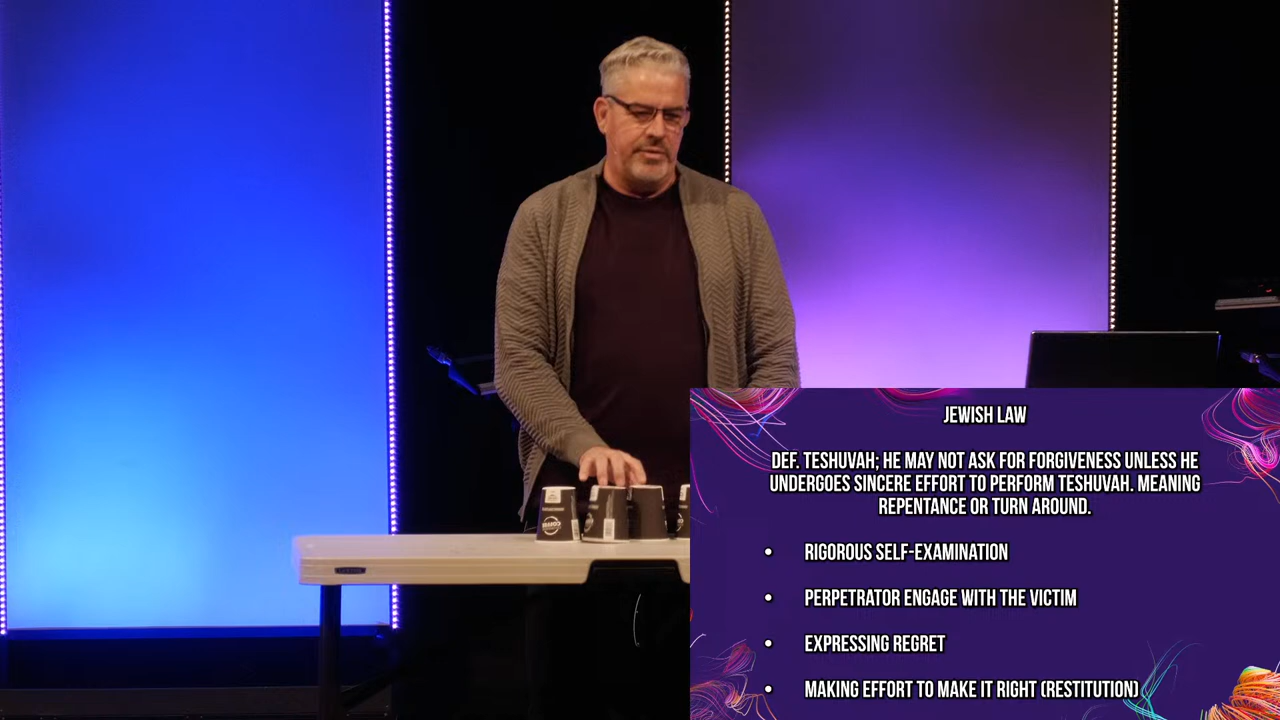 JEWISH LAW
DEF. TESHUVAH; HE MAY NOT ASK FOR FORGIVENESS UNLESS HE
UNDERGOES SINCERE EFFORT TO PERFORM TESHUVAH. MEANING
REPENTANCE OR TURN AROUND.
• RIGOROUS SELF-EXAMINATION
• PERPETRATOR ENGAGE WITH THE VICTIM
• EXPRESSING REGRET
• MAKING EFFORT TO MAKE IT RIGHT (RESTITUTION)
COFFEE